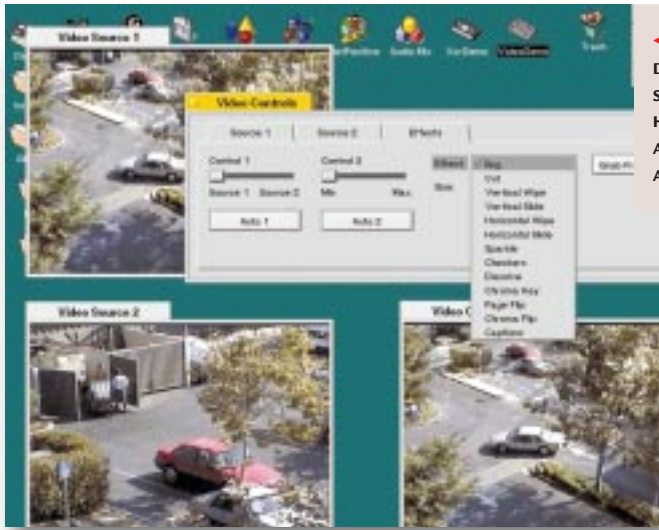 Video Source 1
Audio Mix
VideoDemo
Trash
Video Controls
Source 1
Source 2
Effects
Control 1
Control 2
Effect
Source 1
Source 2
Min
Max
Size
Auto 1
Auto 2
Cut
Vertical Wipe
Vertical Slide
Horizontal Wipe
Horizontal Slide
Sparkle
Checkers
Dissolve
Chroma Key
Page Flip
Chroma Flip
Captions
Video Source 2
Video
D
S
H
A
A